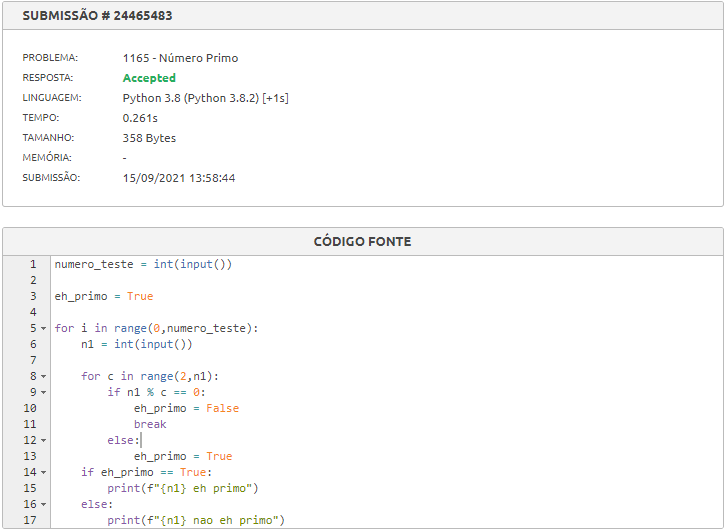 SUBMISSÃO # 24465483
PROBLEMA: 1165 - Número Primo
RESPOSTA: Accepted
LINGUAGEM: Python 3.8 (Python 3.8.2) [+1s]
TEMPO: 0.261s
TAMANHO: 358 Bytes
MEMÓRIA: -
SUBMISSÃO: 15/09/2021 13:58:44
CÓDIGO FONTE
1 numero_teste = int(input())
2
3 eh_primo = True
4
5 for i in range(0,numero_teste):
6     n1 = int(input())
7
8     for c in range(2,n1):
9         if n1 % c == 0:
10             eh_primo = False
11             break
12         else:
13             eh_primo = True
14     if eh_primo == True:
15         print(f"{n1} eh primo")
16     else:
17         print(f"{n1} nao eh primo")